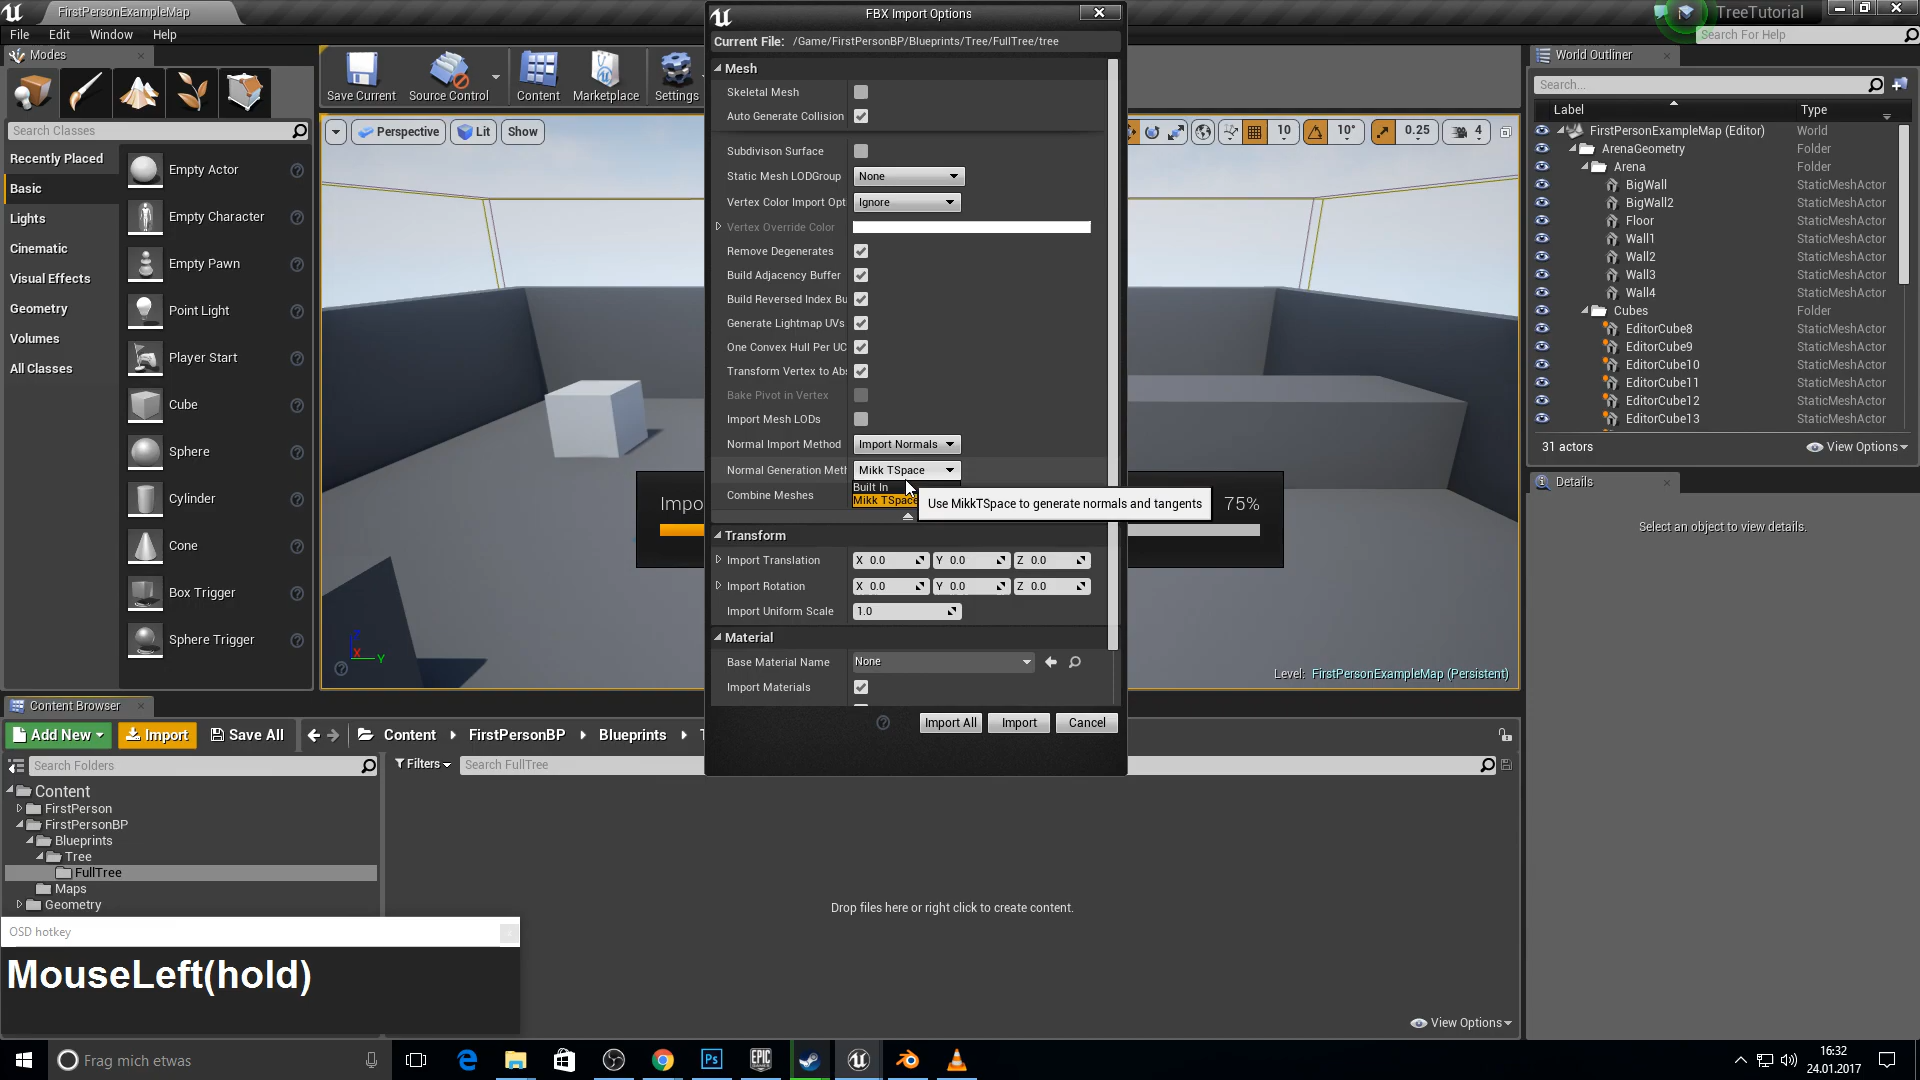 FirstPersonExampleMap
File Edit Window Help
Modes
Search Classes
Recently Placed
Basic
Lights
Cinematic
Visual Effects
Geometry
Volumes
All Classes
Empty Actor
Empty Character
Empty Pawn
Point Light
Player Start
Cube
Sphere
Cylinder
Cone
Box Trigger
Sphere Trigger
Save Current
Source Control
Content
Marketplace
Settings
Perspective
Lit
Show
10
10°
0.25
4
X
Y
Impo
75%
Level: FirstPersonExampleMap (Persistent)
FBX Import Options
Current File: /Game/FirstPersonBP/Blueprints/Tree/FullTree/tree
Mesh
Skeletal Mesh
Auto Generate Collision
Subdivison Surface
Static Mesh LODGroup None
Vertex Color Import Opt Ignore
Vertex Override Color
Remove Degenerates
Build Adjacency Buffer
Build Reversed Index Bu
Generate Lightmap UVs
One Convex Hull Per UC
Transform Vertex to Abs
Bake Pivot in Vertex
Import Mesh LODs
Normal Import Method Import Normals
Normal Generation Meth Mikk TSpace
Built In
Combine Meshes
Mikk TSpace
Use MikkTSpace to generate normals and tangents
Transform
Import Translation X 0.0 Y 0.0 Z 0.0
Import Rotation X 0.0 Y 0.0 Z 0.0
Import Uniform Scale 1.0
Material
Base Material Name None
Import Materials
Import All Import Cancel
TreeTutorial
Search For Help
World Outliner
Search...
Label Type
FirstPersonExampleMap (Editor) World
ArenaGeometry Folder
Arena Folder
BigWall StaticMeshActor
BigWall2 StaticMeshActor
Floor StaticMeshActor
Wall1 StaticMeshActor
Wall2 StaticMeshActor
Wall3 StaticMeshActor
Wall4 StaticMeshActor
Cubes Folder
EditorCube8 StaticMeshActor
EditorCube9 StaticMeshActor
EditorCube10 StaticMeshActor
EditorCube11 StaticMeshActor
EditorCube12 StaticMeshActor
EditorCube13 StaticMeshActor
31 actors View Options
Details
Select an object to view details.
Content Browser
Add New Import Save All Content FirstPersonBP Blueprints T
Search Folders
Filters Search FullTree
Content
FirstPerson
FirstPersonBP
Blueprints
Tree
FullTree
Maps
Geometry
Drop files here or right click to create content.
View Options
OSD hotkey
MouseLeft(hold)
Frag mich etwas
Ps
EPIC GAMES
16:32
24.01.2017